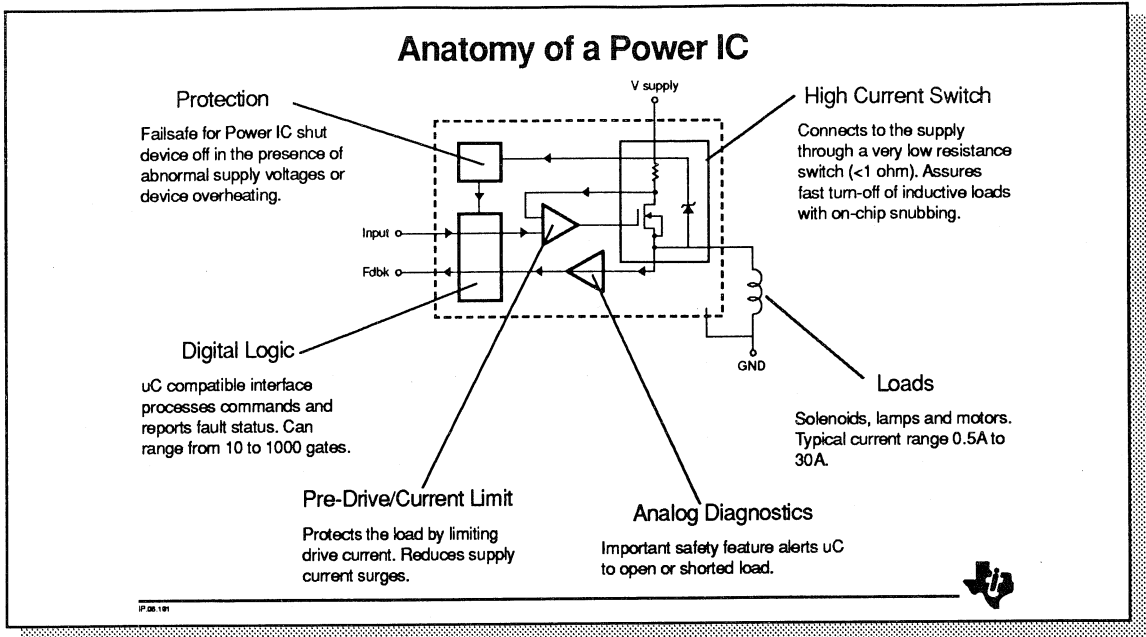 Anatomy of a Power IC
Protection
Failsafe for Power IC shut
device off in the presence of
abnormal supply voltages or
device overheating.
V supply
High Current Switch
Connects to the supply
through a very low resistance
switch (<1 ohm). Assures
fast turn-off of inductive loads
with on-chip snubbing.
Input
Fdbk
GND
Digital Logic
uC compatible interface
processes commands and
reports fault status. Can
range from 10 to 1000 gates.
Loads
Solenoids, lamps and motors.
Typical current range 0.5A to
30A.
Pre-Drive/Current Limit
Protects the load by limiting
drive current. Reduces supply
current surges.
Analog Diagnostics
Important safety feature alerts uC
to open or shorted load.